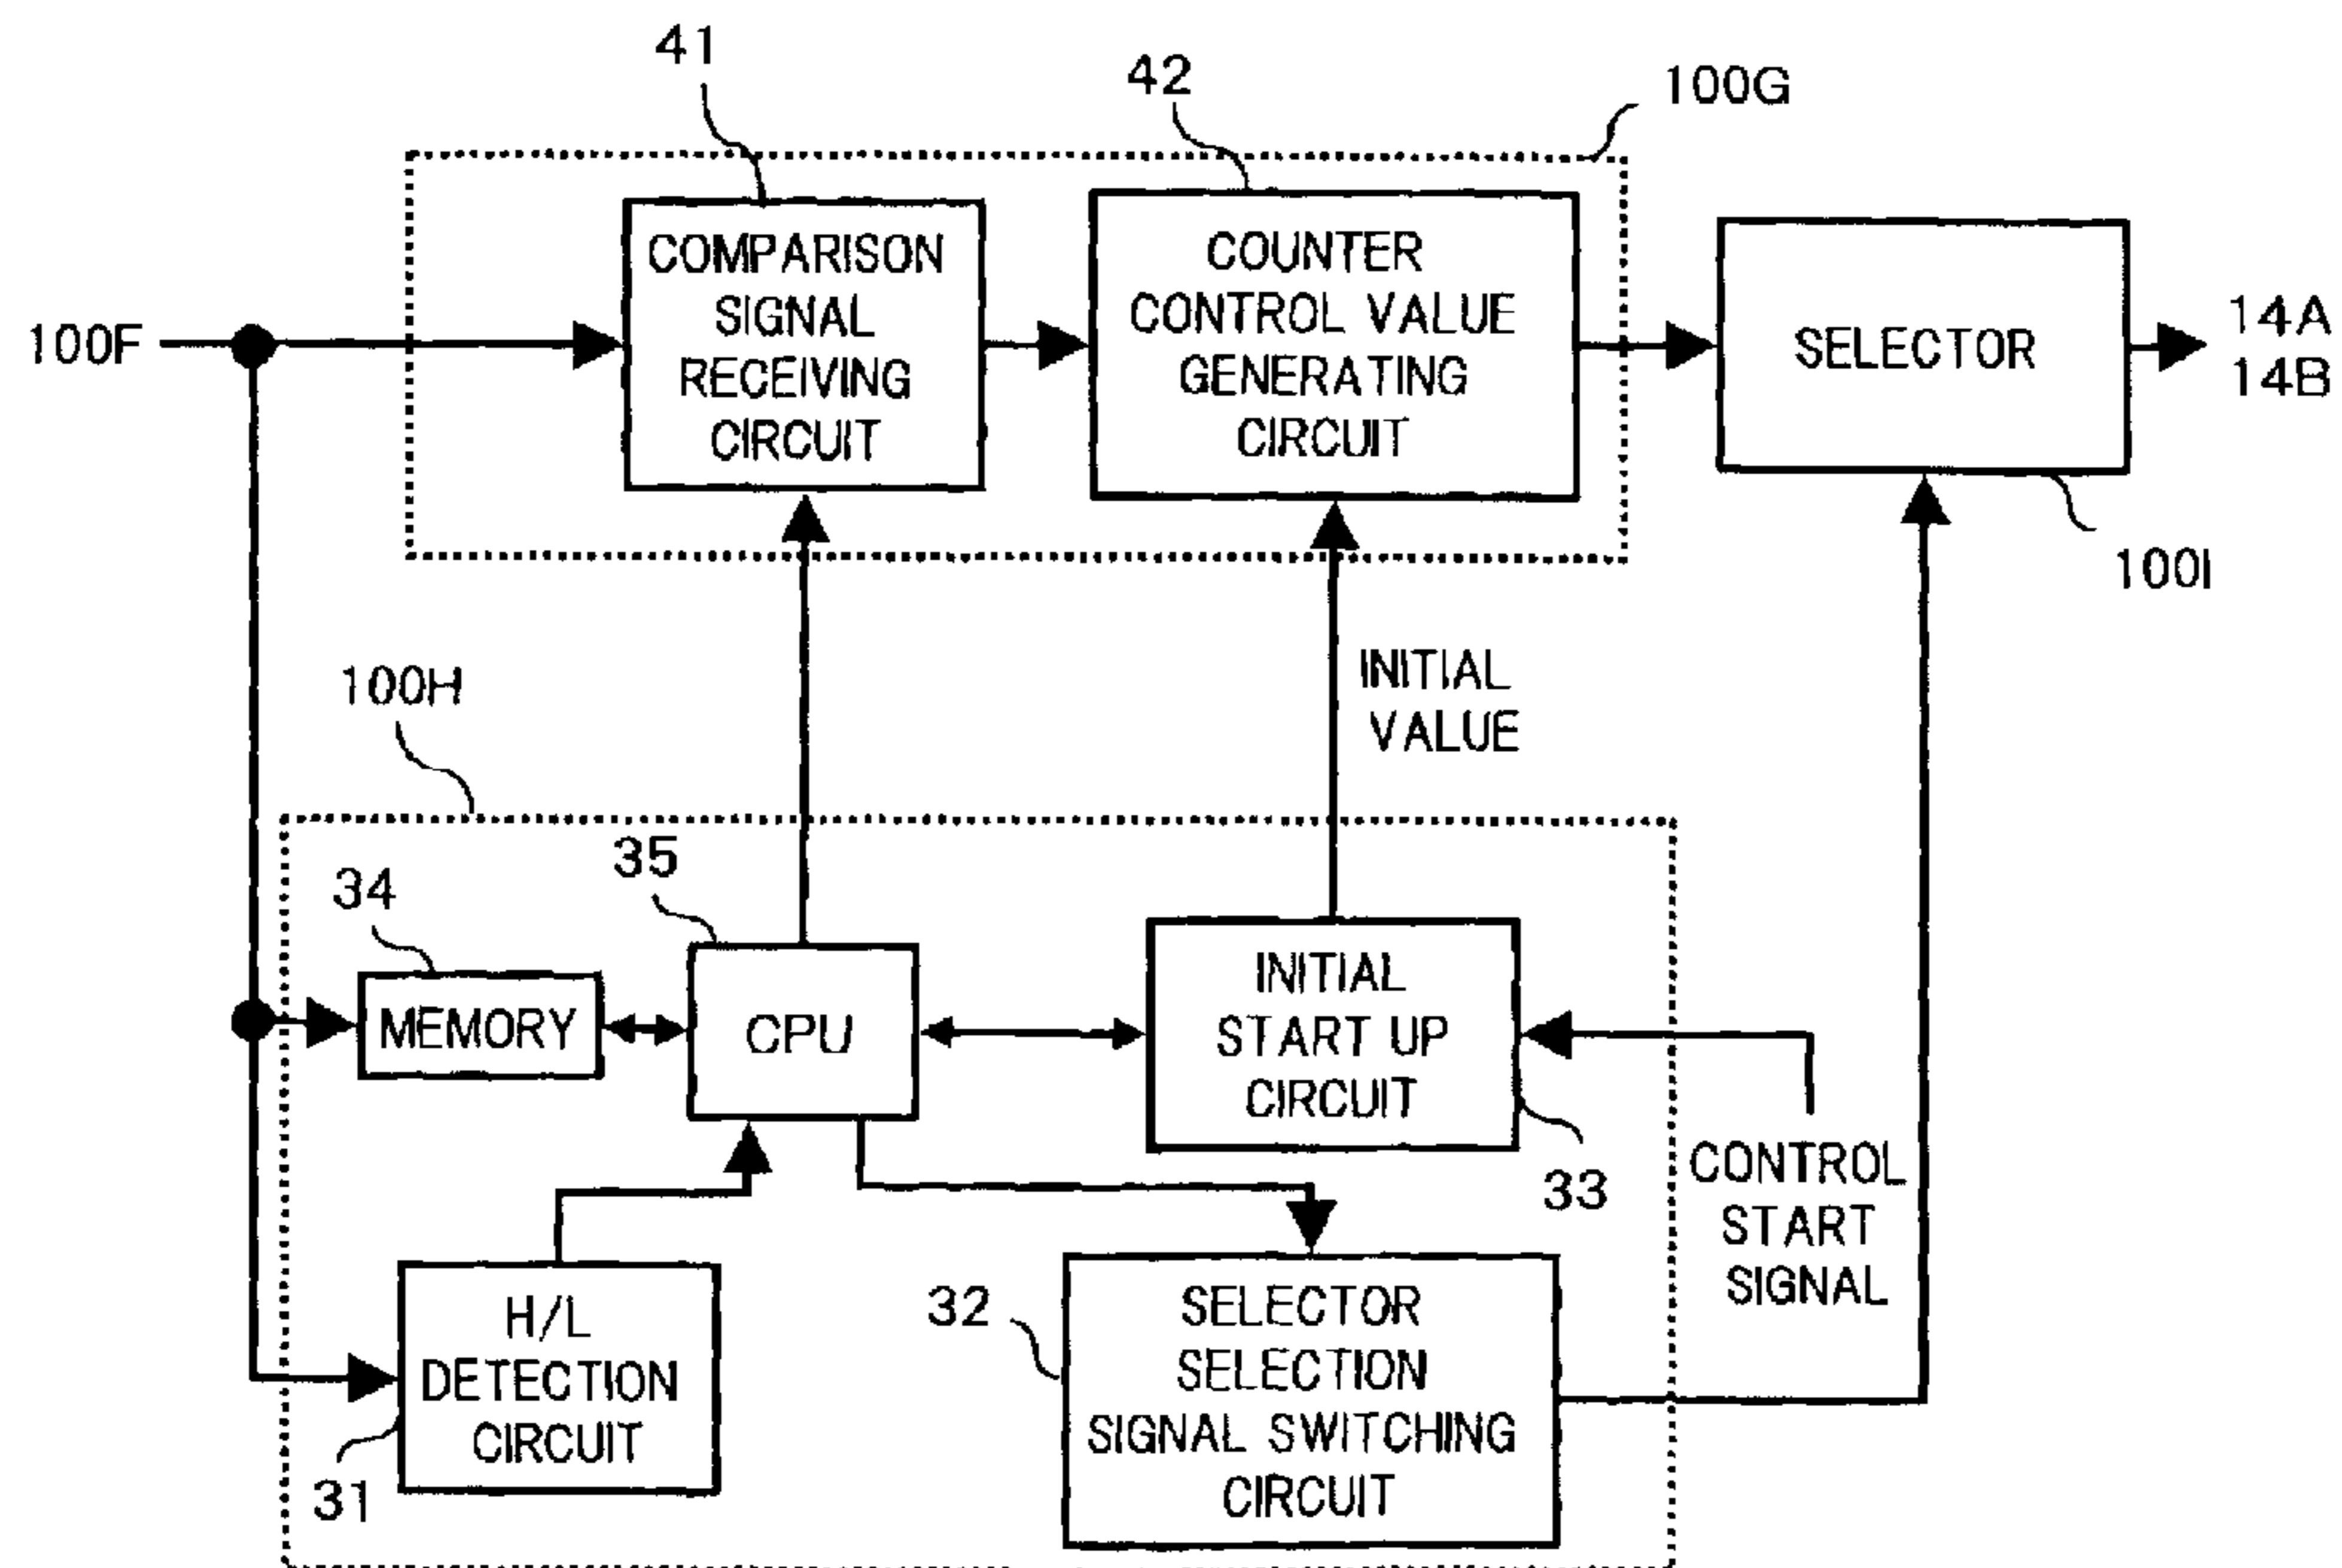 41
42
100G
COMPARISON
SIGNAL
RECEIVING
CIRCUIT
COUNTER
CONTROL VALUE
GENERATING
CIRCUIT
SELECTOR
100F
14A
14B
100I
INITIAL
VALUE
100H
35
34
MEMORY
CPU
INITIAL
START UP
CIRCUIT
33
CONTROL
START
SIGNAL
H/L
DETECTION
CIRCUIT
31
32
SELECTOR
SELECTION
SIGNAL SWITCHING
CIRCUIT